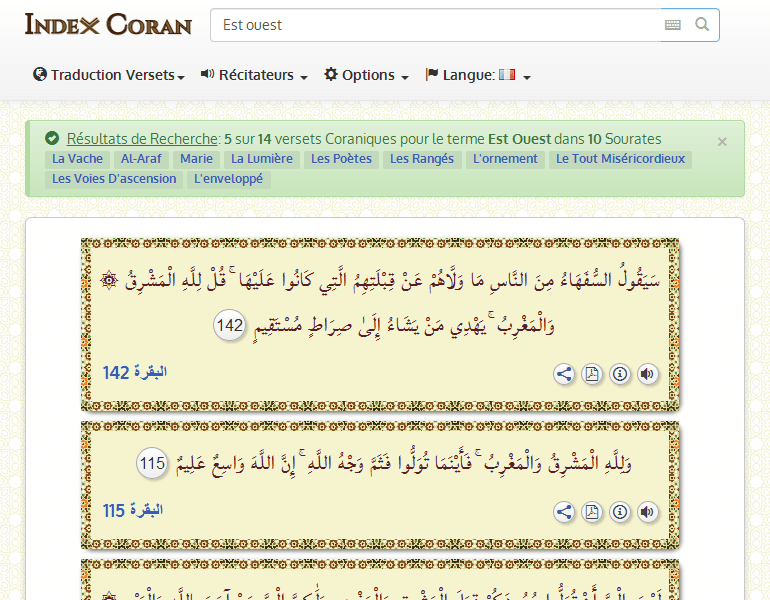 INDEX CORAN
Est ouest
Traduction Versets
Récitateurs
Options
Langue:
Résultats de Recherche: 5 sur 14 versets Coraniques pour le terme Est Ouest dans 10 Sourates
×
La Vache Al-Araf Marie La Lumière Les Poètes Les Rangés L'ornement Le Tout Miséricordieux
Les Voies D'ascension L'enveloppé
۞ سَيَقُولُ السُّفَهَاءُ مِنَ النَّاسِ مَا وَلَّاهُمْ عَنْ قِبْلَتِهِمُ الَّتِي كَانُوا عَلَيْهَا ۚ قُلْ لِلَّهِ الْمَشْرِقُ
وَالْمَغْرِبُ ۚ يَهْدِي مَنْ يَشَاءُ إِلَىٰ صِرَاطٍ مُسْتَقِيمٍ 142
البقرة 142
وَلِلَّهِ الْمَشْرِقُ وَالْمَغْرِبُ ۚ فَأَيْنَمَا تُوَلُّوا فَثَمَّ وَجْهُ اللَّهِ ۚ إِنَّ اللَّهَ وَاسِعٌ عَلِيمٌ 115
البقرة 115